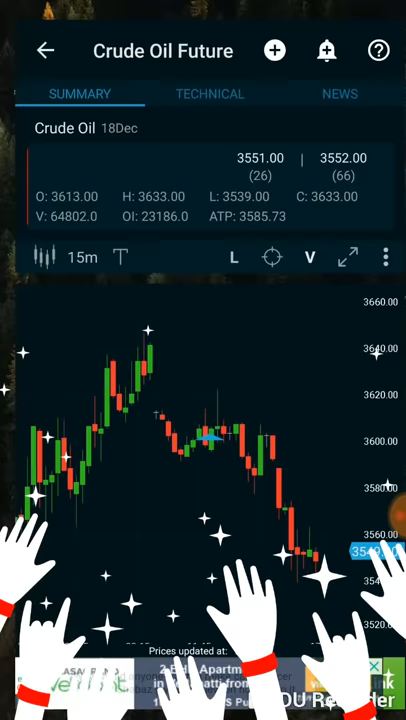 Crude Oil Future
SUMMARY TECHNICAL NEWS
Crude Oil 18Dec
3551.00 | 3552.00
(26) (66)
O: 3613.00 H: 3633.00 L: 3539.00 C: 3633.00
V: 64802.0 OI: 23186.0 ATP: 3585.73
15m T L V
3660.00
3640.00
3620.00
3600.00
3580.00
3560.00
3520.00
Prices updated at: